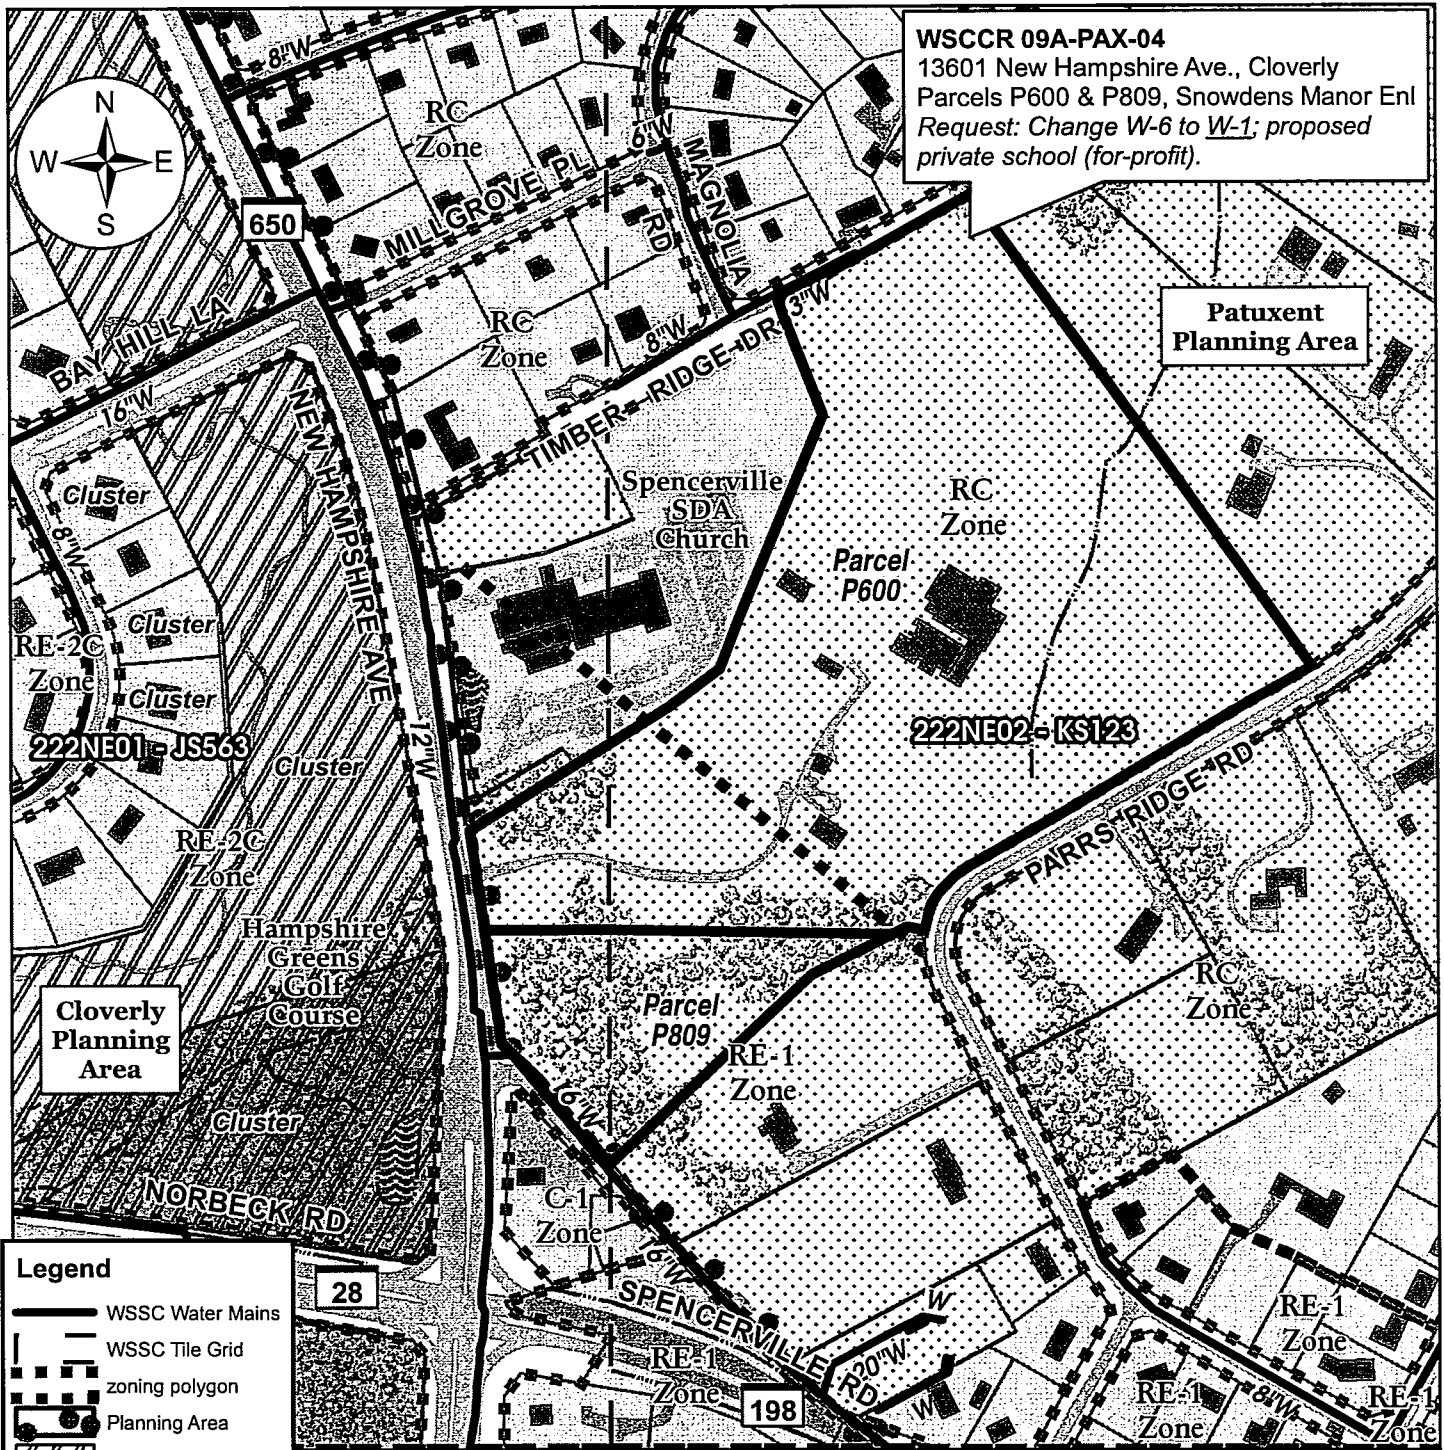 WSCCR 09A-PAX-04
13601 New Hampshire Ave., Cloverly
Parcels P600 & P809, Snowdens Manor Enl
Request: Change W-6 to W-1; proposed
private school (for-profit).
8"W
N
W E
S
RC
Zone
6"W
MILLGROVE PL
MAGNOLIA
RD
650
BAY HILL LA
16"W
RC
Zone
8"W
3"W
TIMBER RIDGE DR
Patuxent
Planning Area
NEW HAMPSHIRE AVE
Cluster
8"W
Spencerville
SDA
Church
RC
Zone
Parcel
P600
Cluster
RE-2C
Zone
Cluster
222NE01 - JS563
12"W
Cluster
222NE02 - KS123
PARRS RIDGE RD
RE-2C
Zone
Hampshire
Greens
Golf
Course
Cloverly
Planning
Area
Parcel
P809
RC
Zone
RE-1
Zone
16"W
Cluster
NORBECK RD
C-1
Zone
16"W
28
SPENCERVILLE RD
W
20"W
W
RE-1
Zone
198
RE-1
Zone
RE-1
Zone
8"W
RE-1
Zone
Legend
WSSC Water Mains
WSSC Tile Grid
zoning polygon
Planning Area